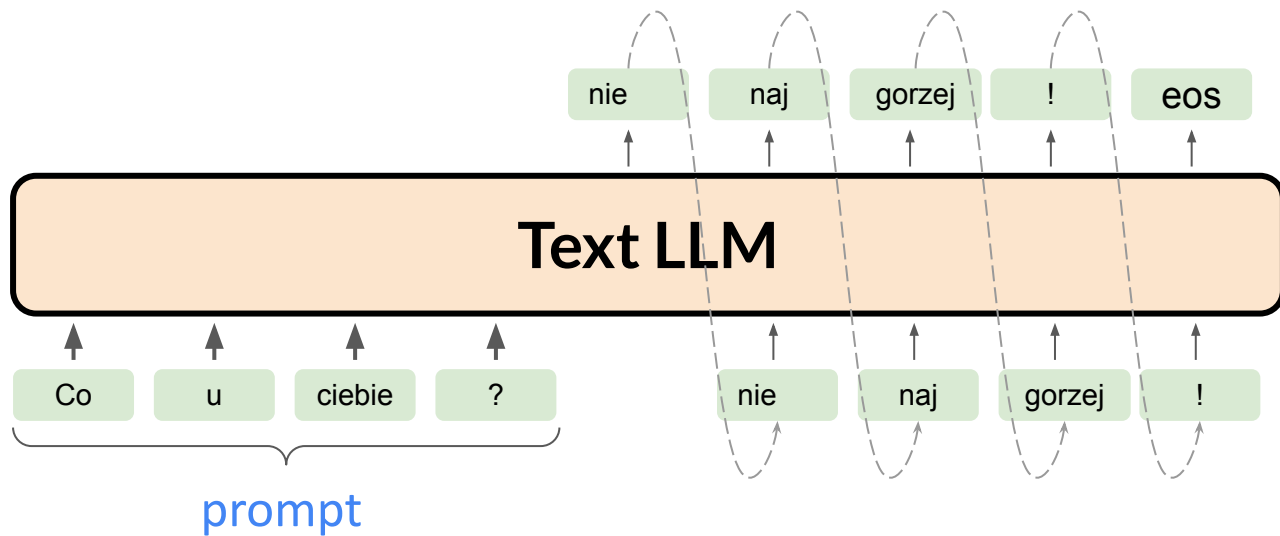 nie naj gorzej ! eos
Text LLM
Co u ciebie ? nie naj gorzej !
prompt